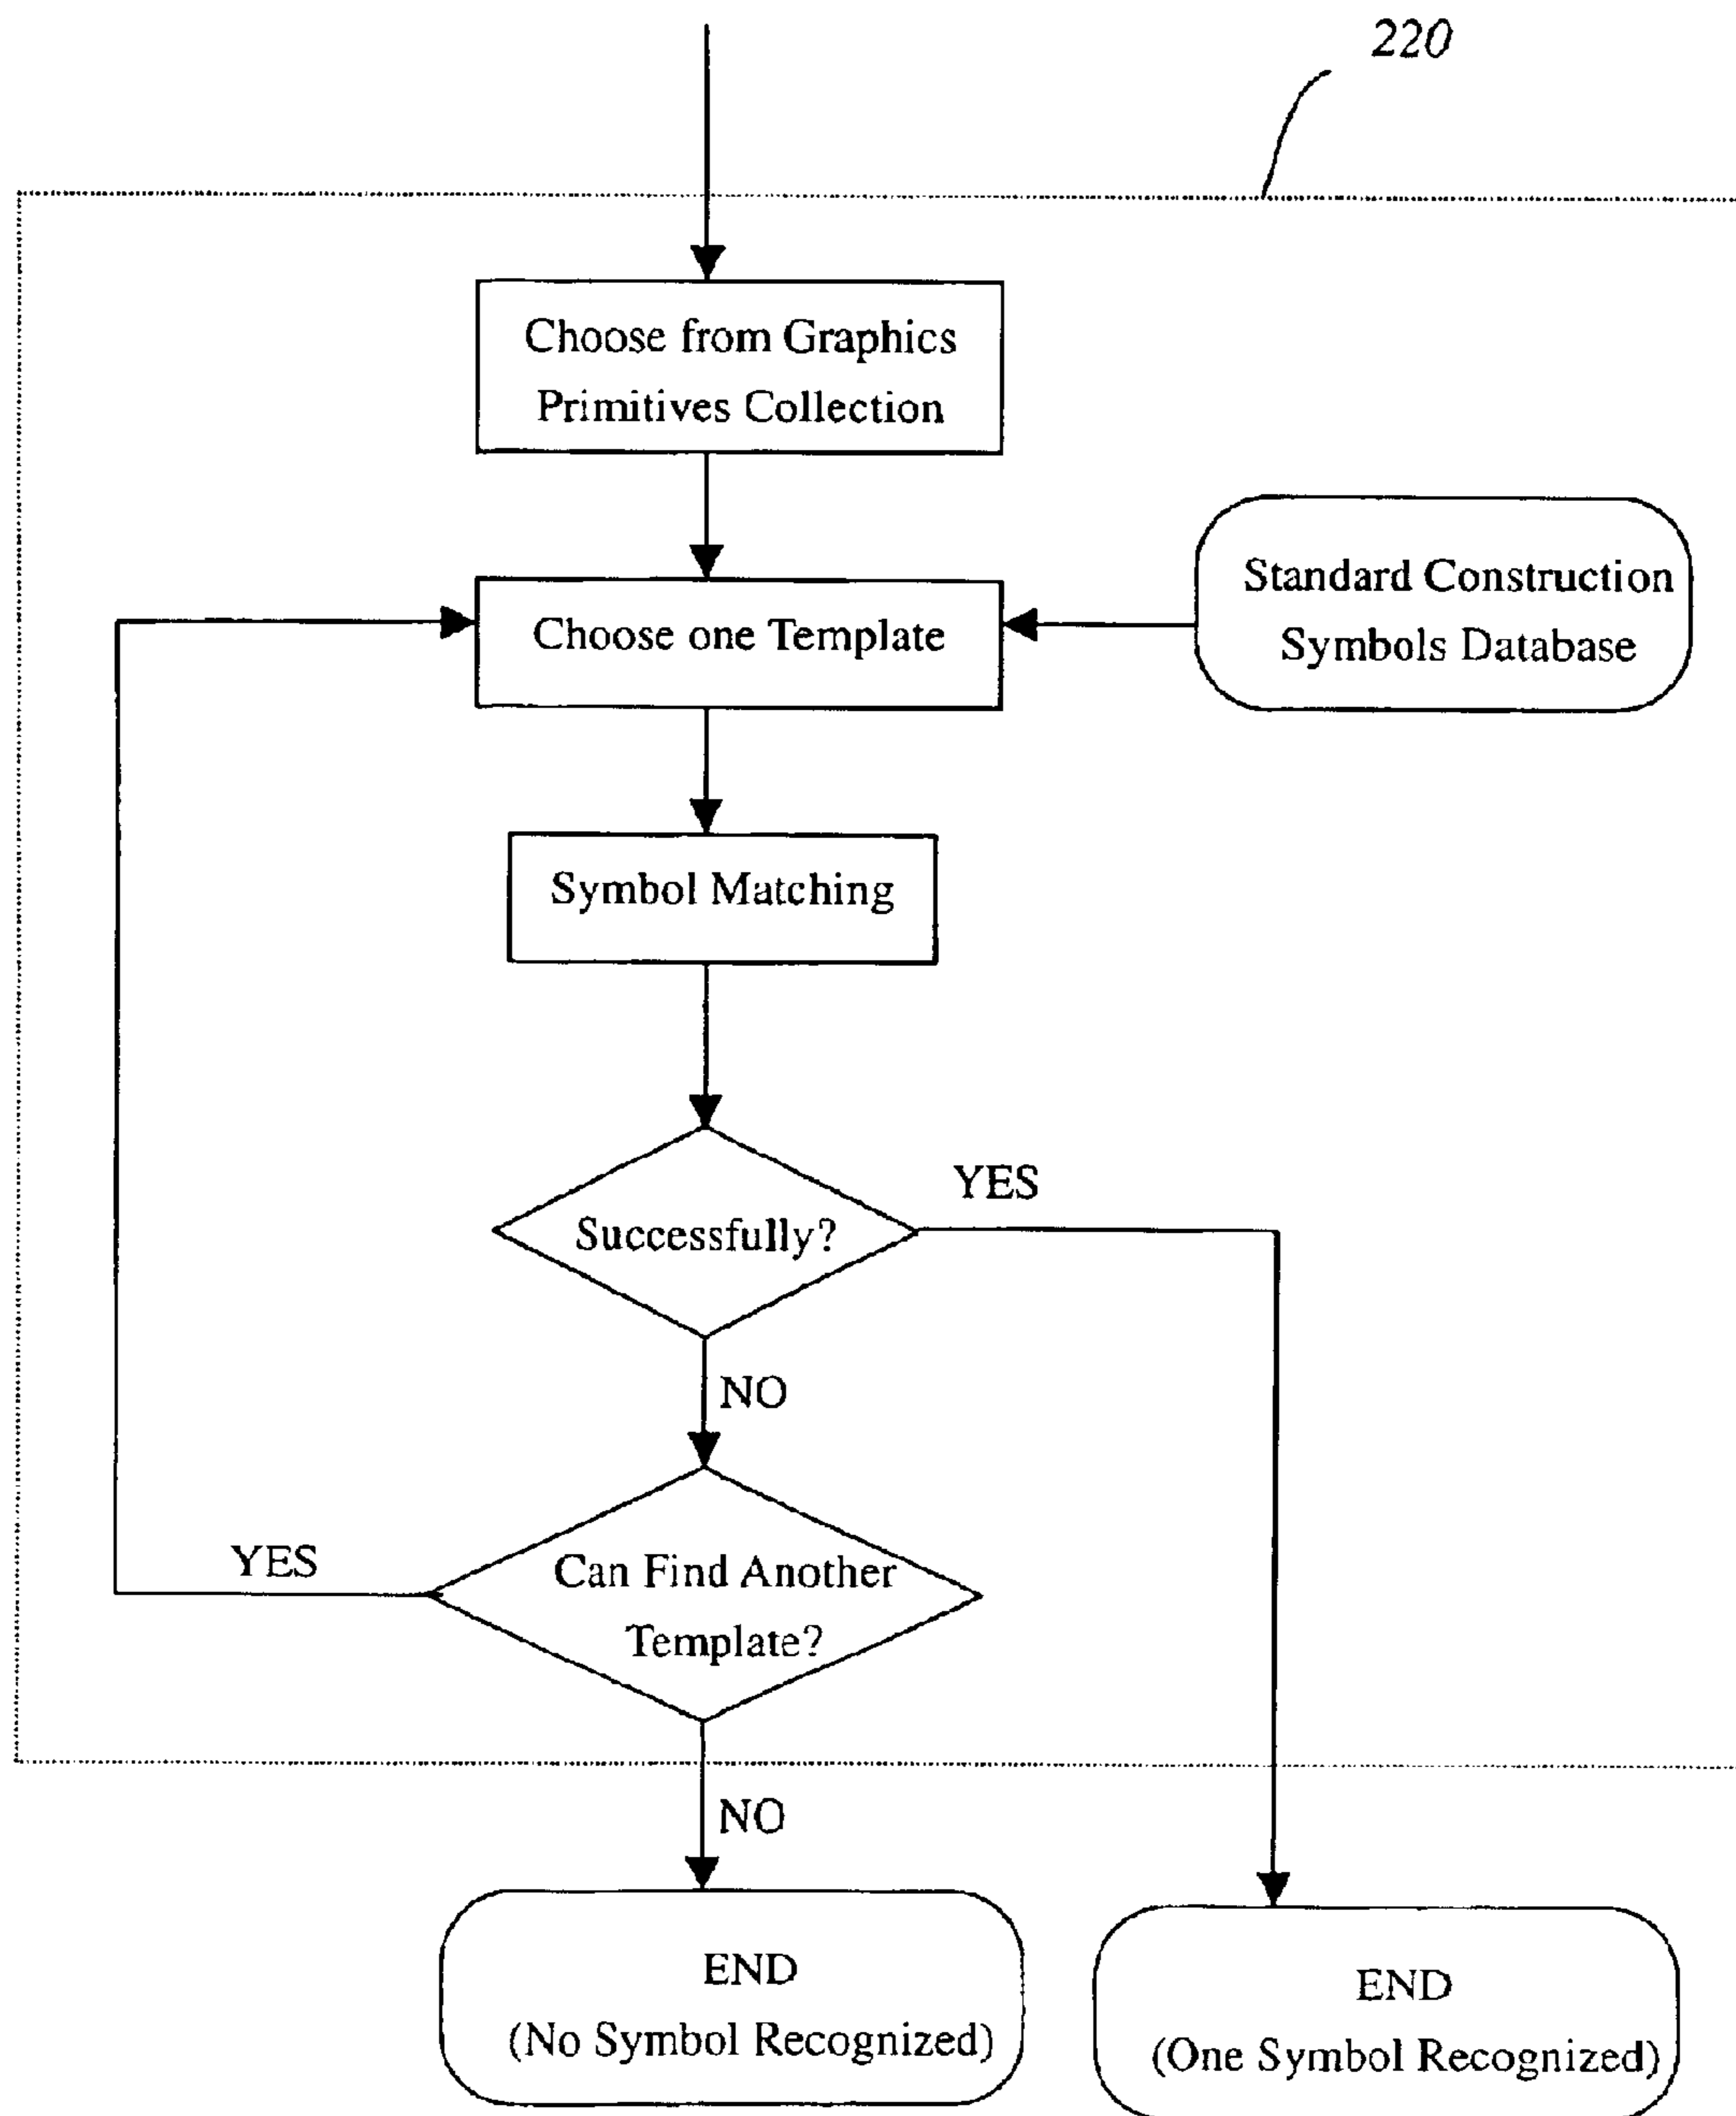 220
Choose from Graphics
Primitives Collection
Standard Construction
Symbols Database
Choose one Template
Symbol Matching
YES
Successfully?
NO
YES
Can Find Another
Template?
NO
END
(No Symbol Recognized)
END
(One Symbol Recognized)